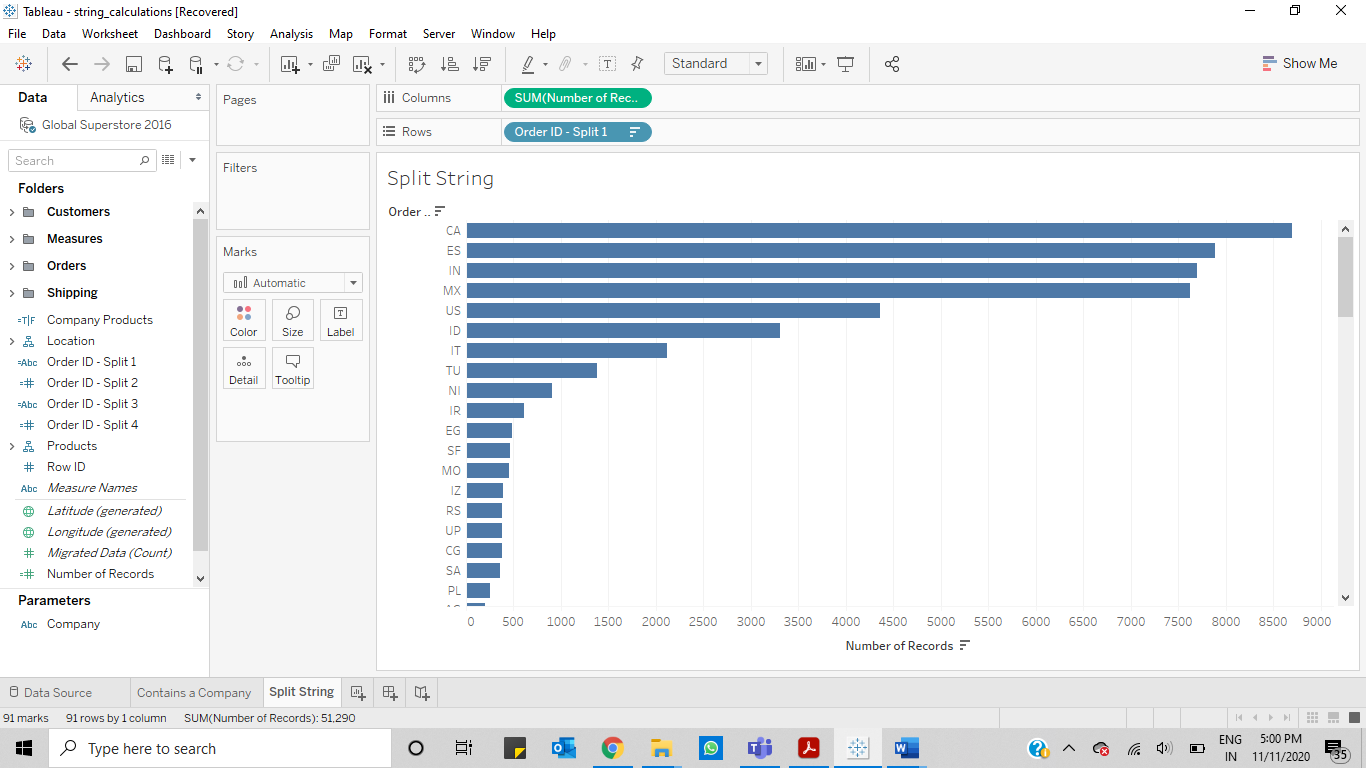 Tableau - string_calculations [Recovered]
File Data Worksheet Dashboard Story Analysis Map Format Server Window Help
Standard
Show Me
Data Analytics
Global Superstore 2016
Search
Folders
Customers
Measures
Orders
Shipping
=T|F Company Products
Location
=Abc Order ID - Split 1
=# Order ID - Split 2
=Abc Order ID - Split 3
=# Order ID - Split 4
Products
# Row ID
Abc Measure Names
Latitude (generated)
Longitude (generated)
# Migrated Data (Count)
=# Number of Records
Parameters
Abc Company
Pages
Filters
Marks
Automatic
Color Size Label
Detail Tooltip
Columns SUM(Number of Rec..
Rows Order ID - Split 1
Split String
Order ..
CA
ES
IN
MX
US
ID
IT
TU
NI
IR
EG
SF
MO
IZ
RS
UP
CG
SA
PL
0 500 1000 1500 2000 2500 3000 3500 4000 4500 5000 5500 6000 6500 7000 7500 8000 8500 9000
Number of Records
Data Source Contains a Company Split String
91 marks 91 rows by 1 column SUM(Number of Records): 51,290
Type here to search
ENG
IN
5:00 PM
11/11/2020
35